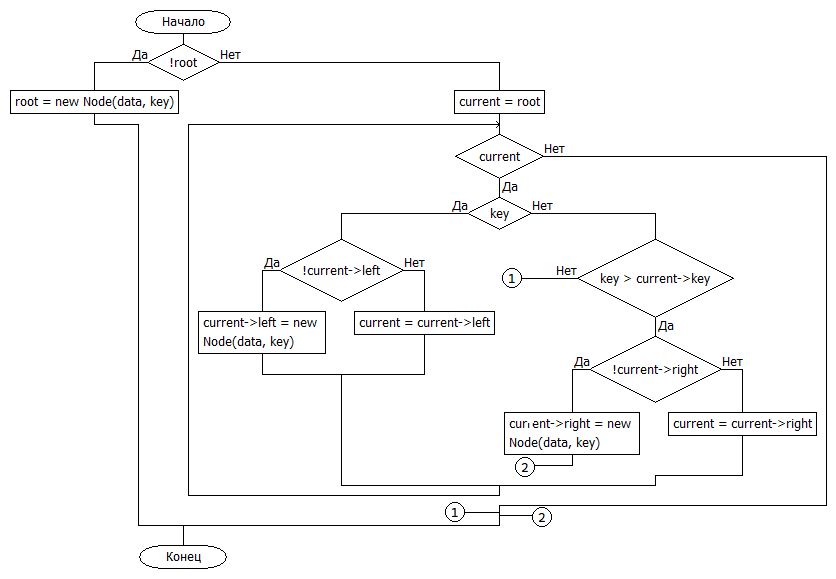 Начало
!root
Да
Нет
root = new Node(data, key)
current = root
current
Нет
Да
key
Да
Нет
!current->left
Да
Нет
key > current->key
Нет
1
Да
current->left = new
Node(data, key)
current = current->left
!current->right
Да
Нет
current->right = new
Node(data, key)
current = current->right
2
1
2
Конец